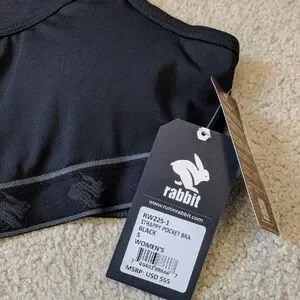 rabbit
www.runinrabbit.com
RW225-1
STRAPPY POCKET BRA
BLACK
S
WOMEN'S
MSRP: USD $55